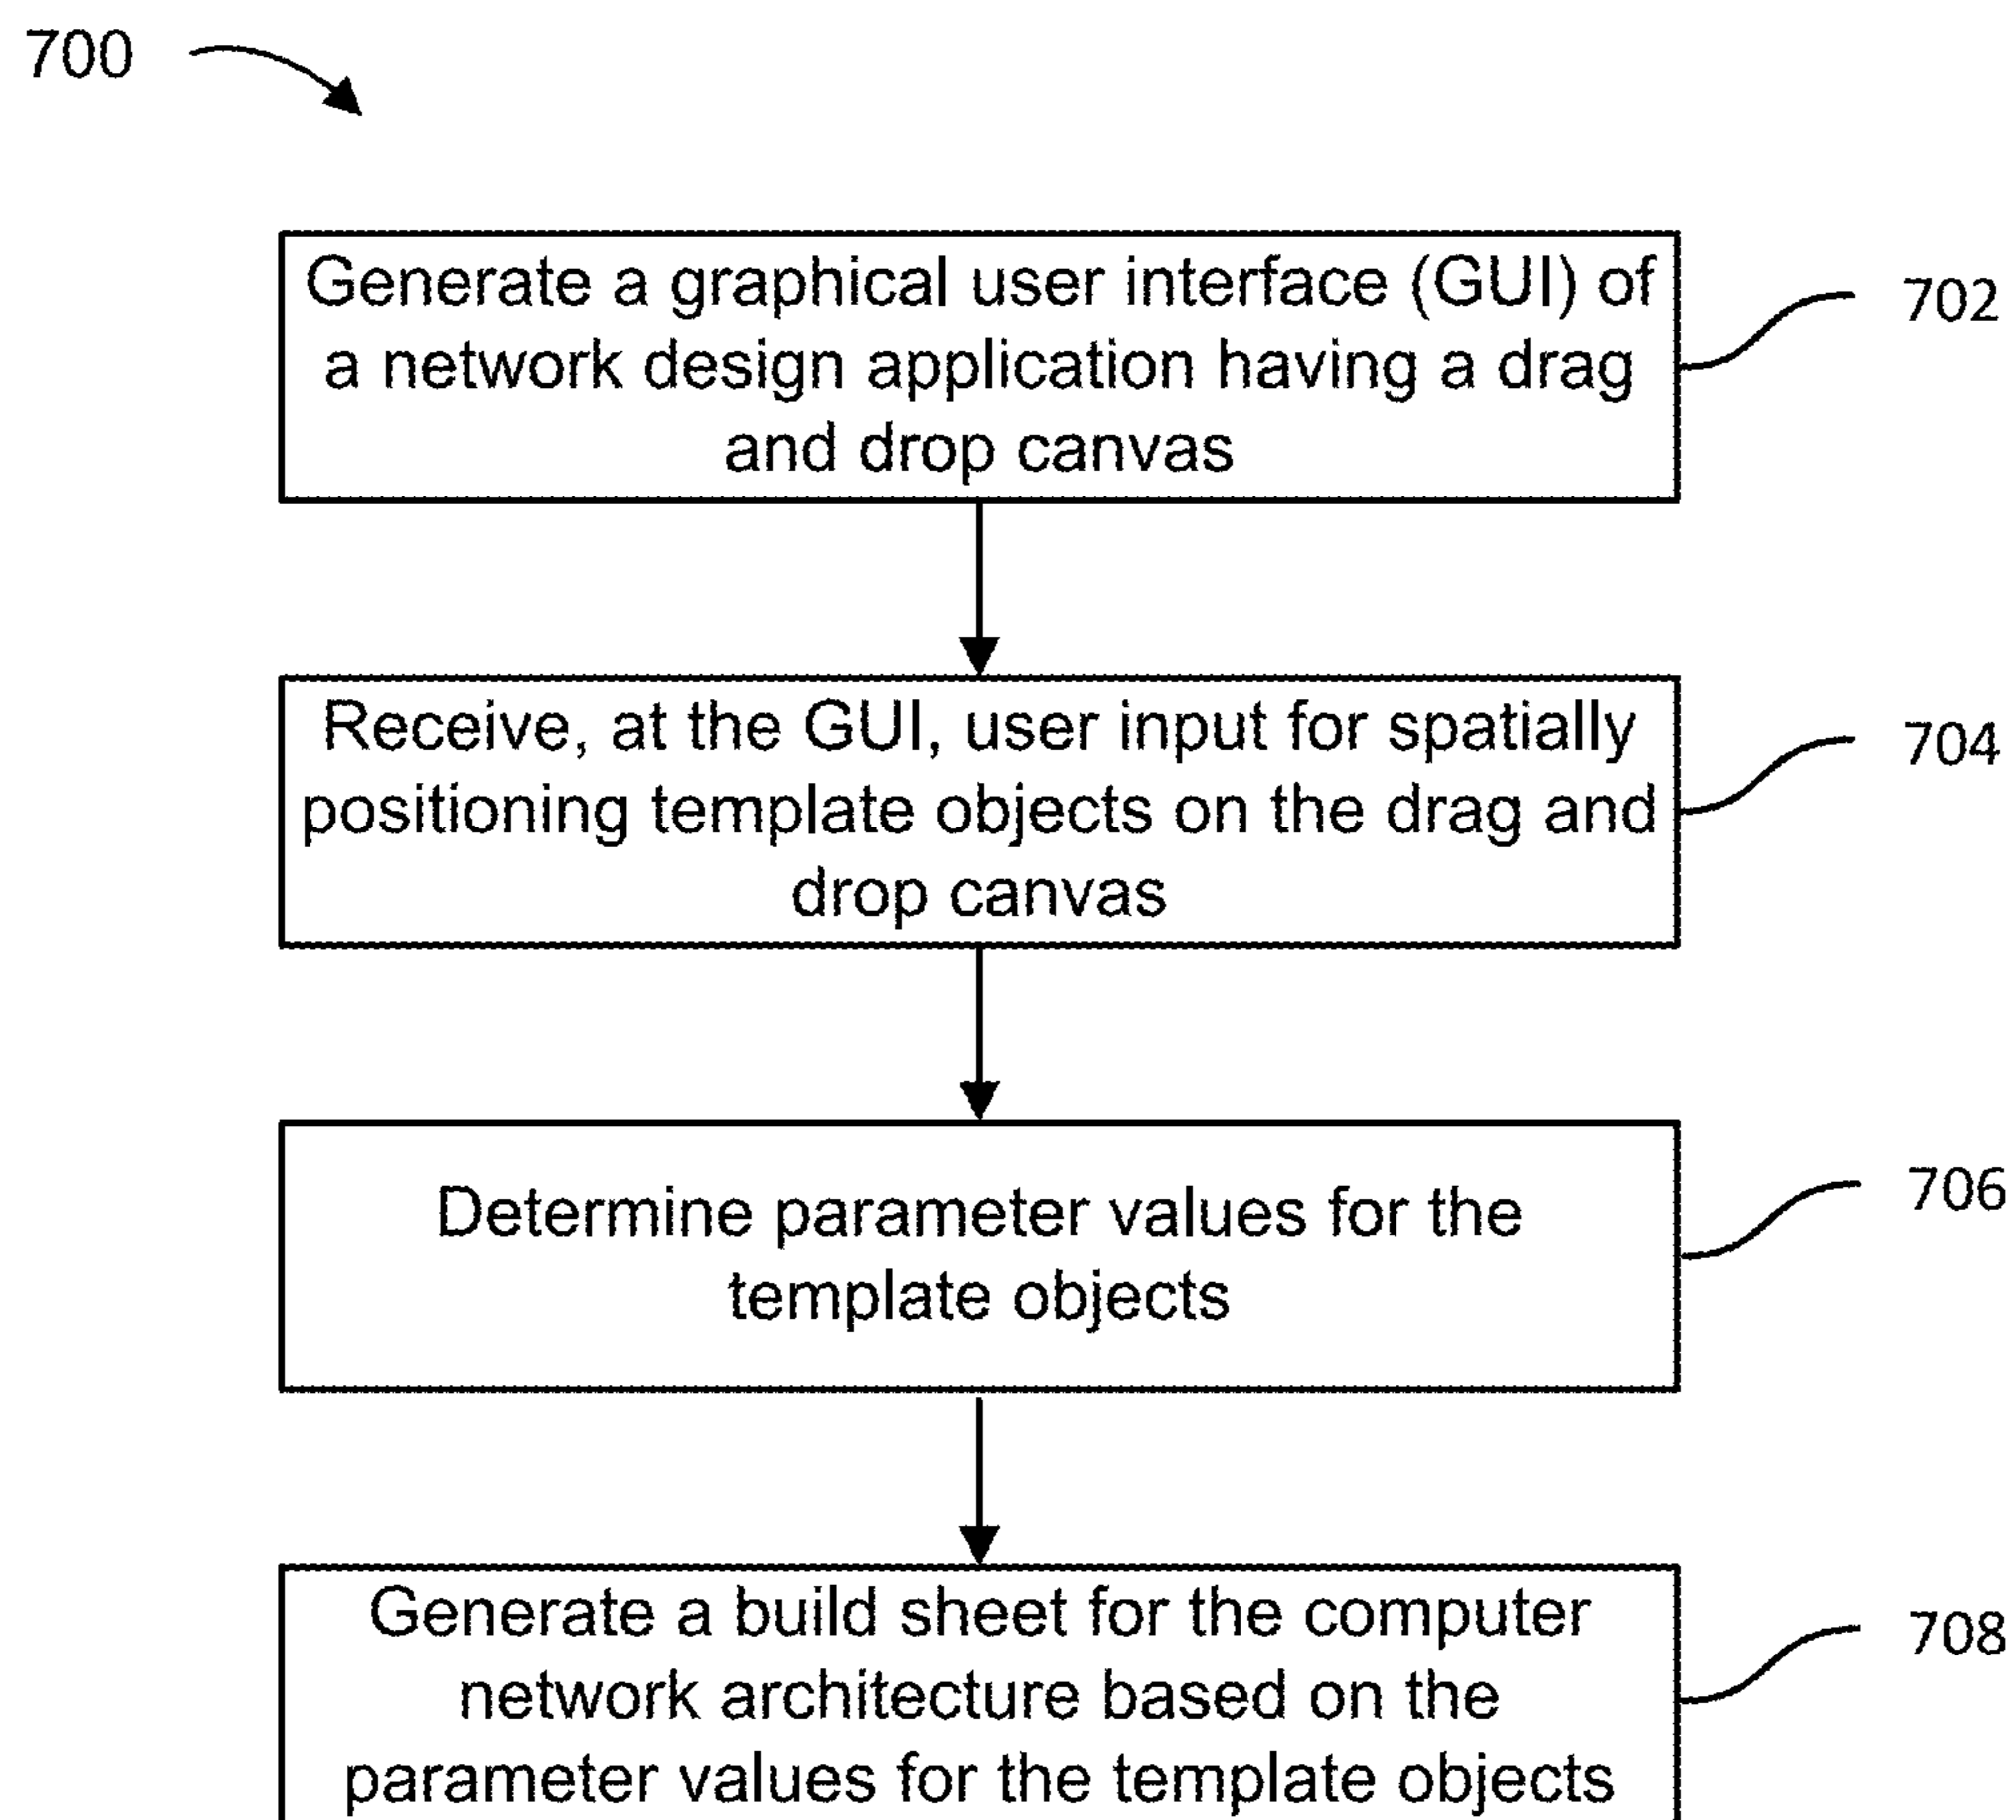 700
Generate a graphical user interface (GUI) of
a network design application having a drag
and drop canvas
702
Receive, at the GUI, user input for spatially
positioning template objects on the drag and
drop canvas
704
Determine parameter values for the
template objects
706
Generate a build sheet for the computer
network architecture based on the
parameter values for the template objects
708